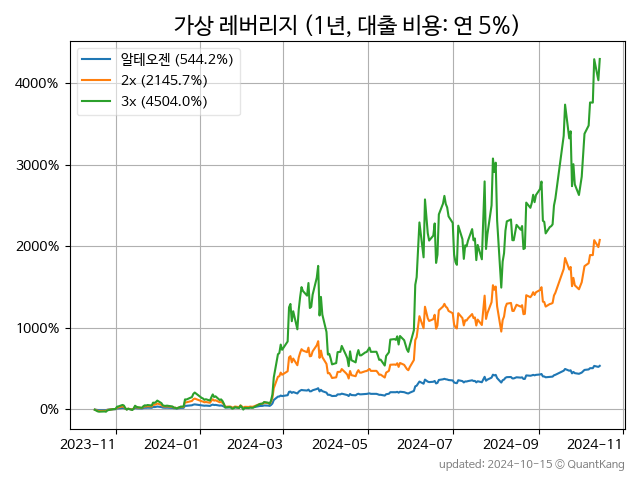 가상 레버리지 (1년, 대출 비용: 연 5%)
알테오젠 (544.2%)
2x (2145.7%)
3x (4504.0%)
4000%
3000%
2000%
1000%
0%
2023-11 2024-01 2024-03 2024-05 2024-07 2024-09 2024-11
updated: 2024-10-15 © QuantKang